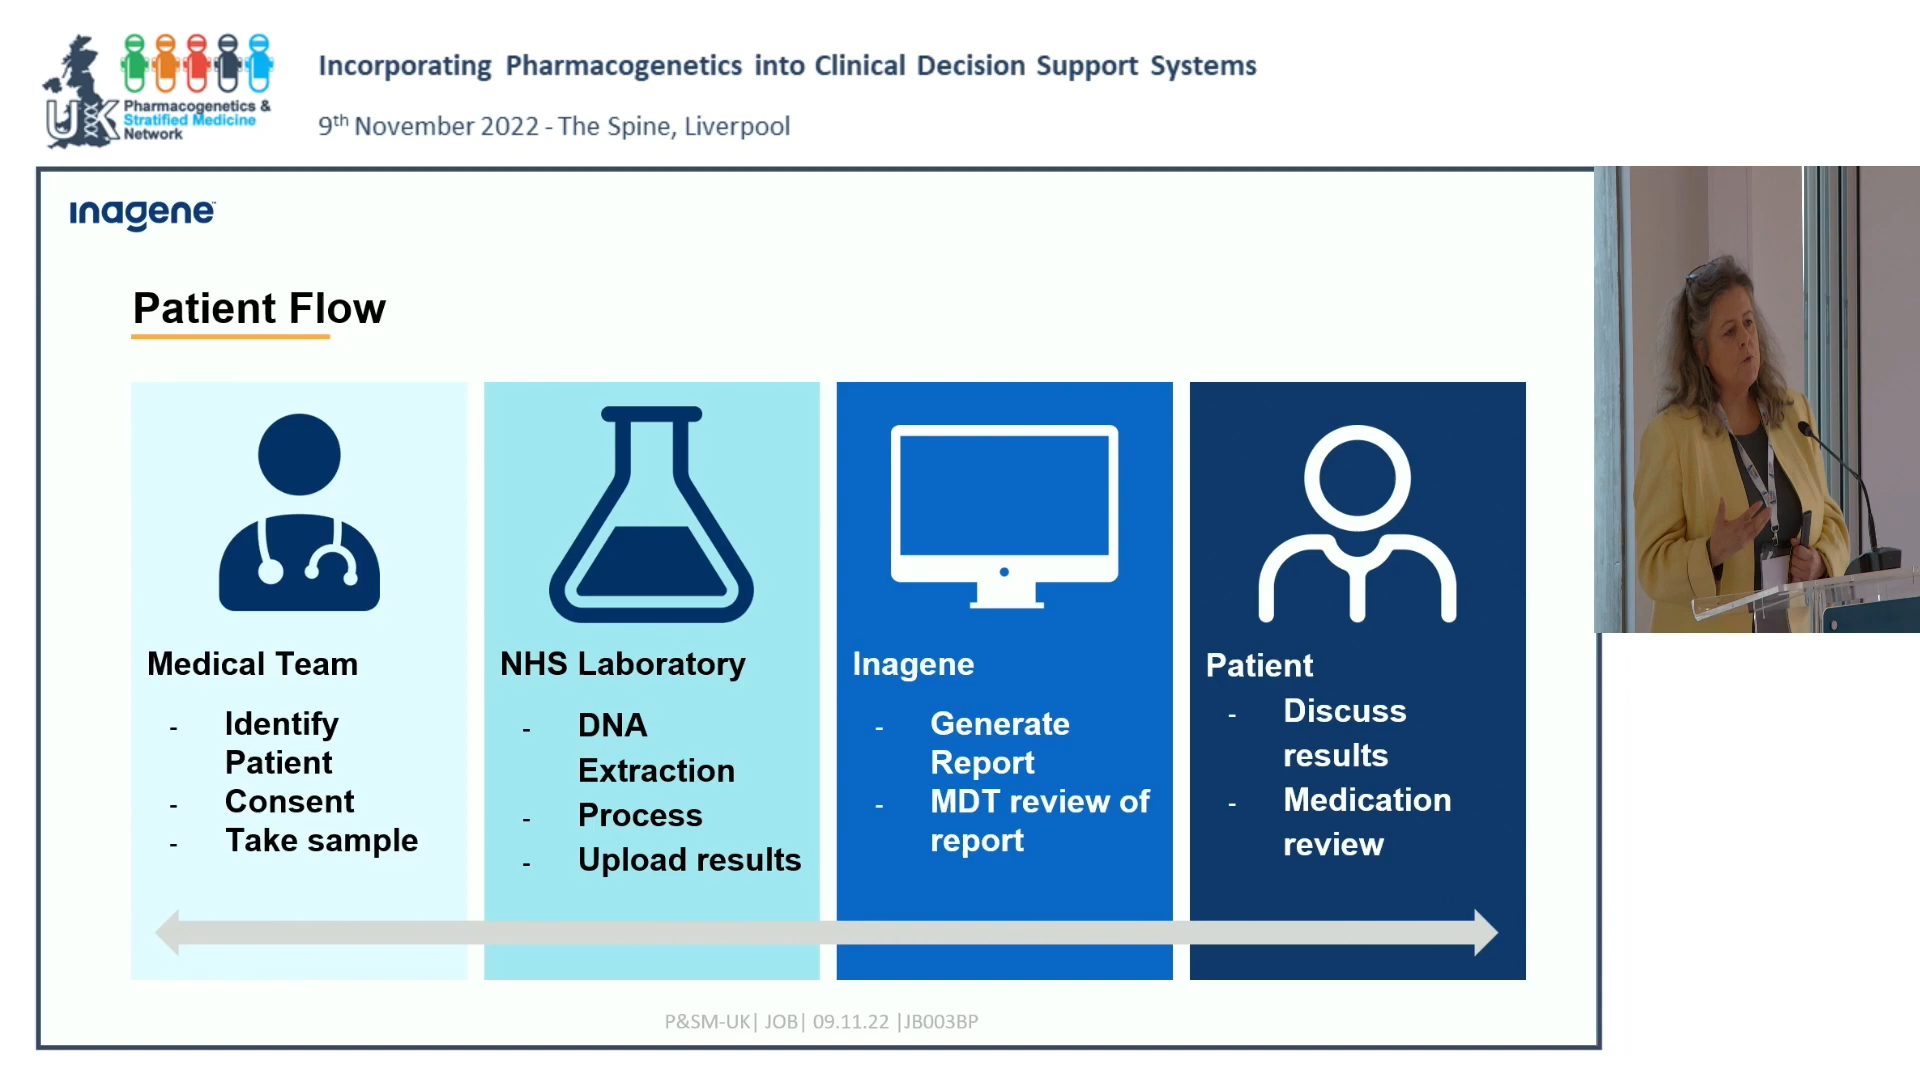 UK
Pharmacogenetics &
Stratified Medicine
Network
Incorporating Pharmacogenetics into Clinical Decision Support Systems
9th November 2022 - The Spine, Liverpool
inagene™
Patient Flow
Medical Team
- Identify
Patient
- Consent
- Take sample
NHS Laboratory
- DNA
Extraction
- Process
- Upload results
Inagene
- Generate
Report
- MDT review of
report
Patient
- Discuss
results
- Medication
review
P&SM-UK| JOB| 09.11.22 |JB003BP